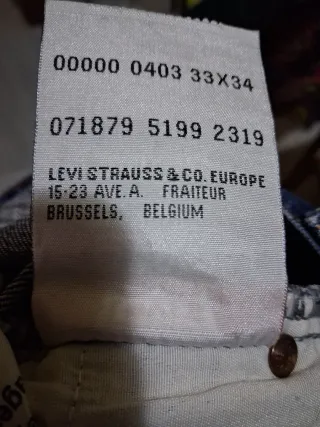 00000 0403 33X34
071879 5199 2319
LEVI STRAUSS & CO. EUROPE
15-23 AVE. A. FRAITEUR
BRUSSELS, BELGIUM